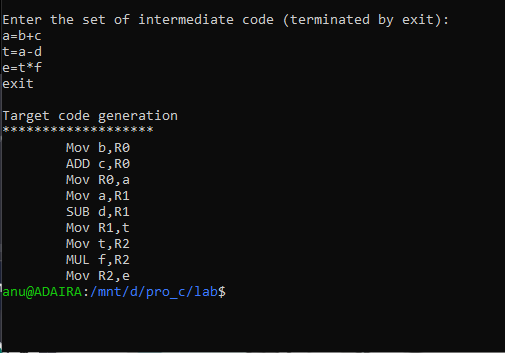 Enter the set of intermediate code (terminated by exit):
a=b+c
t=a-d
e=t*f
exit
Target code generation
*******************
Mov b,R0
ADD c,R0
Mov R0,a
Mov a,R1
SUB d,R1
Mov R1,t
Mov t,R2
MUL f,R2
Mov R2,e
anu@ADAIRA:/mnt/d/pro_c/lab$